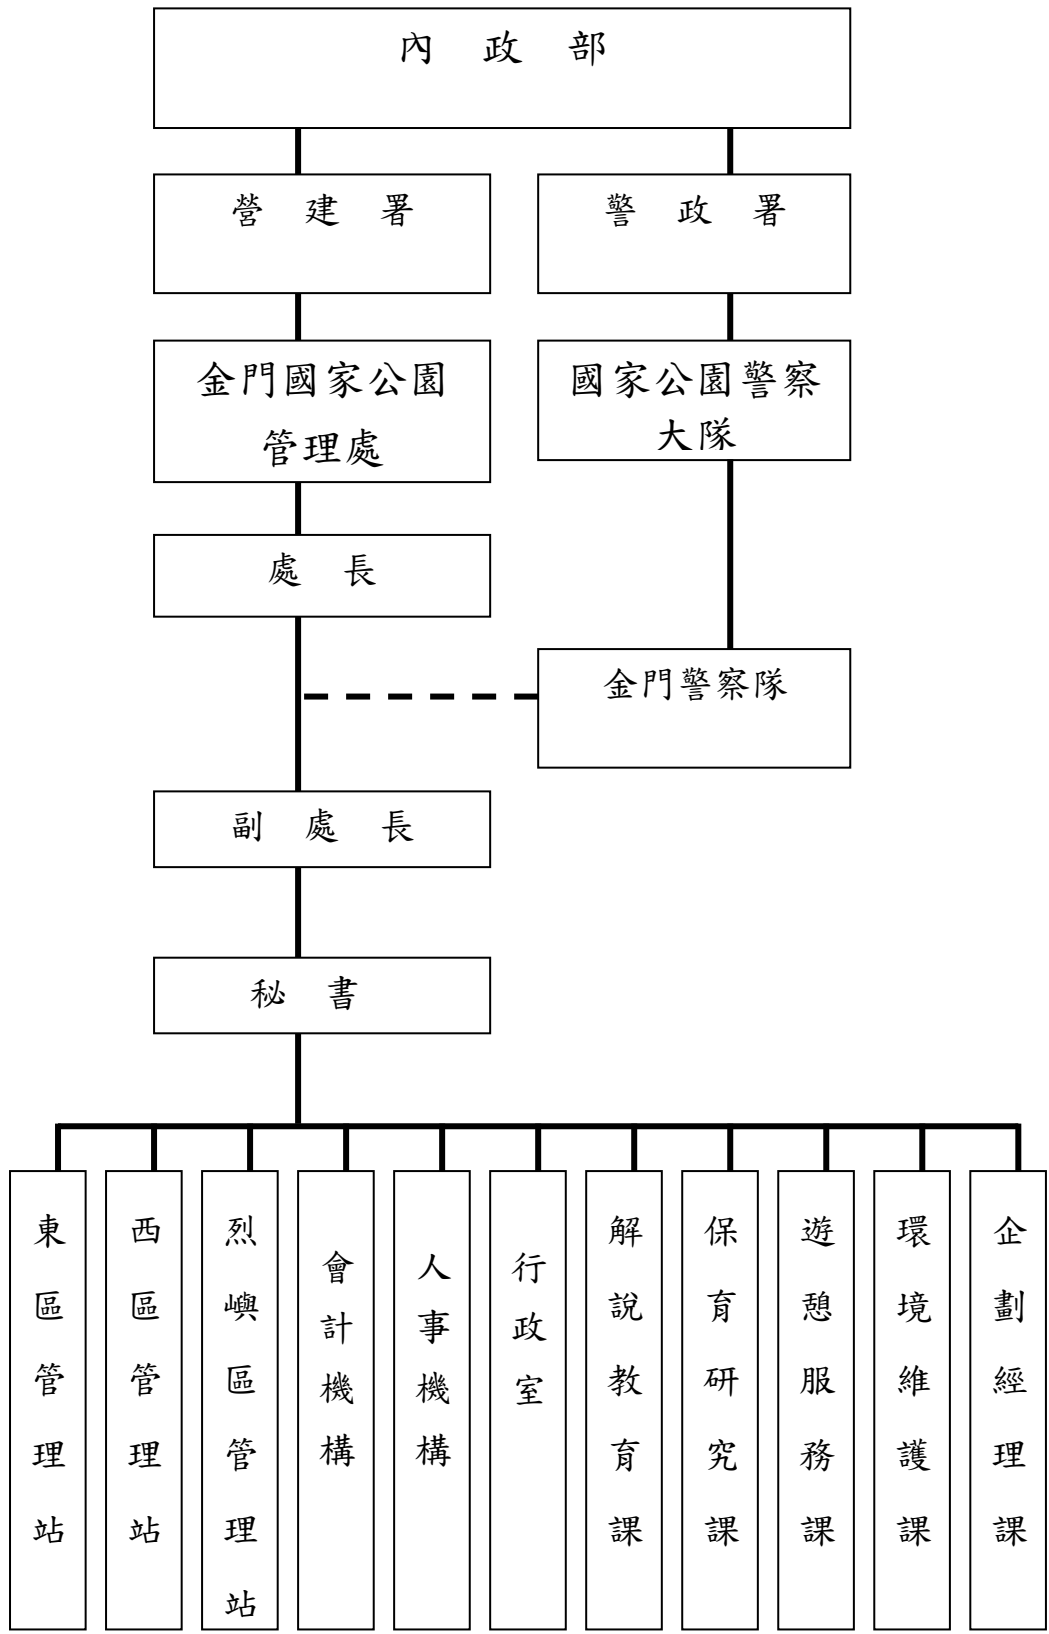 內政部
營建署
警政署
金門國家公園
管理處
國家公園警察
大隊
處長
金門警察隊
副處長
秘書
東區管理站
西區管理站
烈嶼區管理站
會計機構
人事機構
行政室
解說教育課
保育研究課
遊憩服務課
環境維護課
企劃經理課